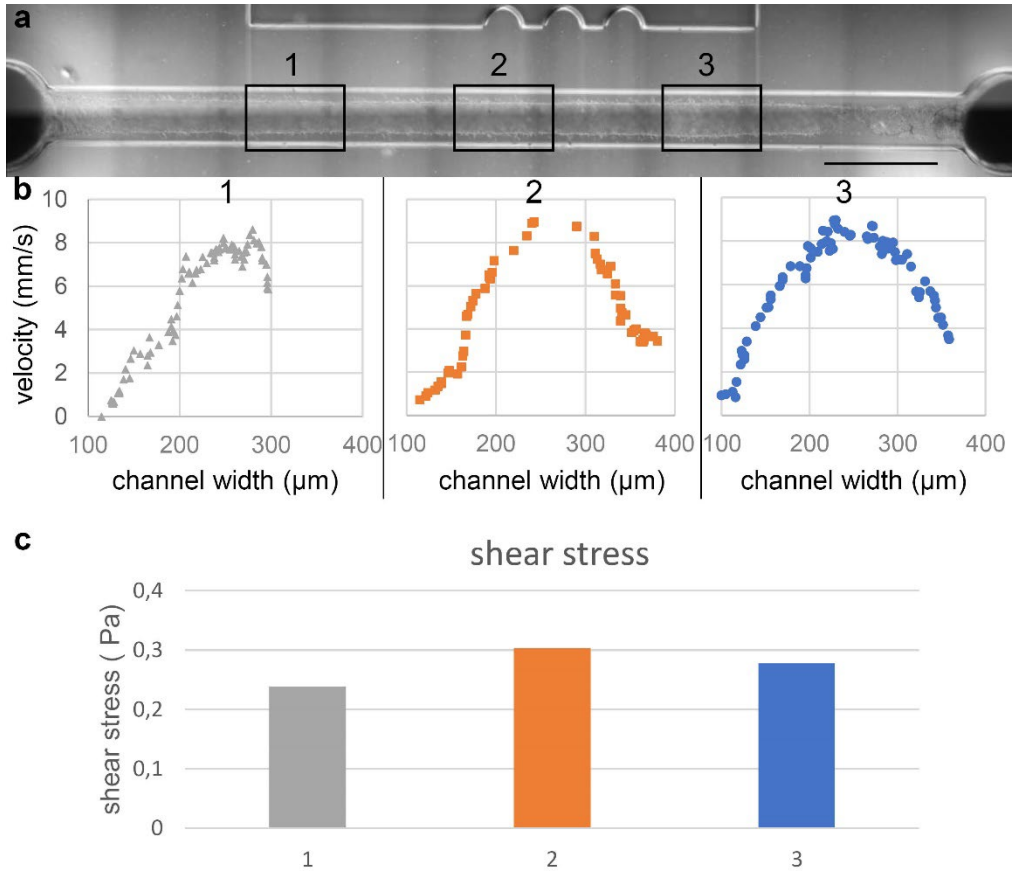 a
1 2 3
b
1 2 3
10
8
6
4
2
0
velocity (mm/s)
100 200 300 400 100 200 300 400 100 200 300 400
channel width (µm) channel width (µm) channel width (µm)
c
shear stress
0,4
0,3
0,2
0,1
0
shear stress ( Pa)
1 2 3